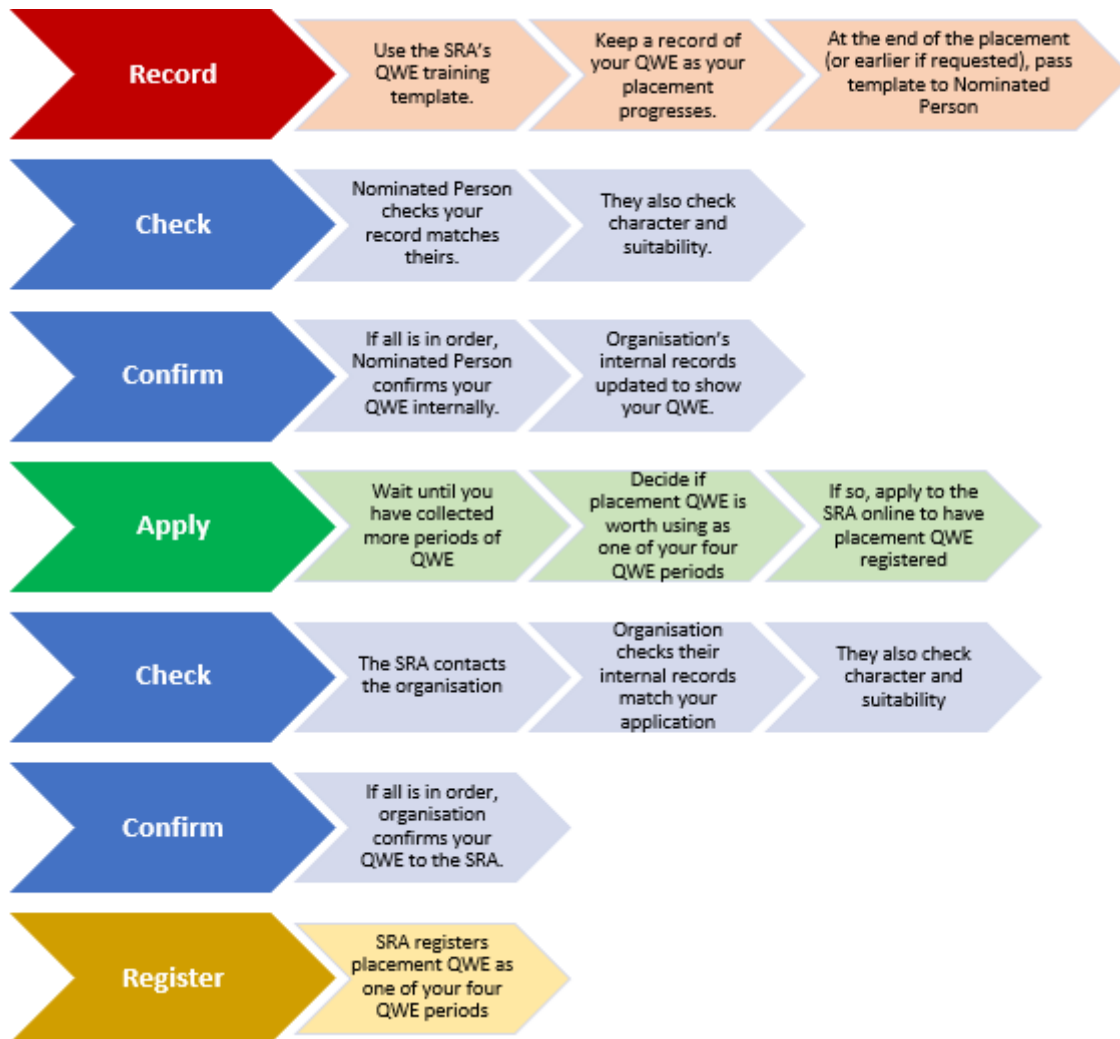 Record
Use the SRA's
QWE training
template.
Keep a record of
your QWE as your
placement
progresses.
At the end of the placement
(or earlier if requested), pass
template to Nominated
Person
Check
Nominated Person
checks your
record matches
theirs.
They also check
character and
suitability.
Confirm
If all is in order,
Nominated Person
confirms your
QWE internally.
Organisation's
internal records
updated to show
your QWE.
Apply
Wait until you
have collected
more periods of
QWE
Decide if
placement QWE is
worth using as
one of your four
QWE periods
If so, apply to the
SRA online to have
placement QWE
registered
Check
The SRA contacts
the organisation
Organisation
checks their
internal records
match your
application
They also check
character and
suitability
Confirm
If all is in order,
organisation
confirms your
QWE to the SRA.
Register
SRA registers
placement QWE as
one of your four
QWE periods